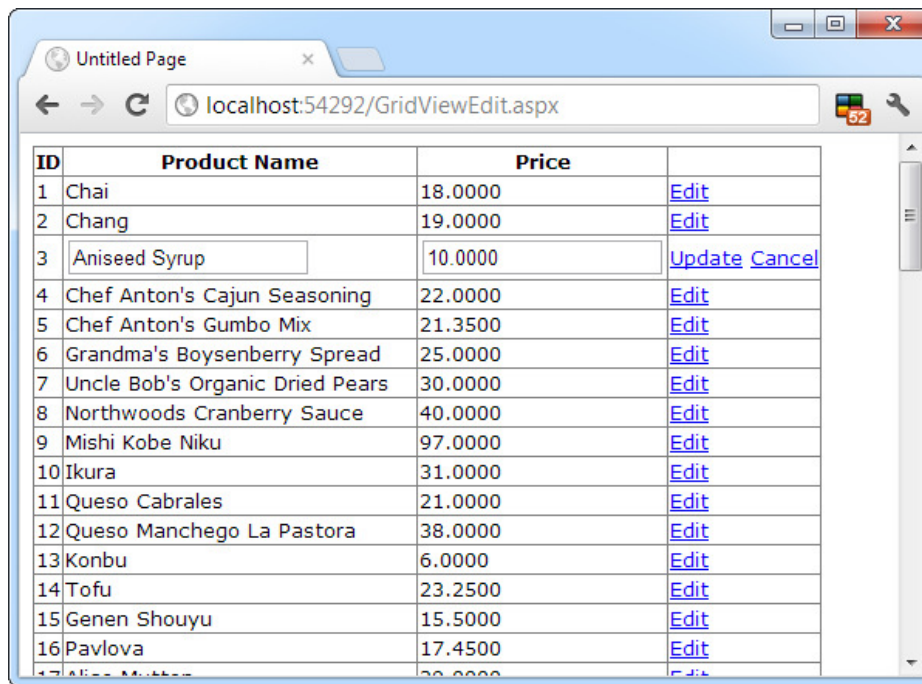 Untitled Page
localhost:54292/GridViewEdit.aspx
52
ID Product Name Price
1 Chai 18.0000 Edit
2 Chang 19.0000 Edit
3 Aniseed Syrup 10.0000 Update Cancel
4 Chef Anton's Cajun Seasoning 22.0000 Edit
5 Chef Anton's Gumbo Mix 21.3500 Edit
6 Grandma's Boysenberry Spread 25.0000 Edit
7 Uncle Bob's Organic Dried Pears 30.0000 Edit
8 Northwoods Cranberry Sauce 40.0000 Edit
9 Mishi Kobe Niku 97.0000 Edit
10 Ikura 31.0000 Edit
11 Queso Cabrales 21.0000 Edit
12 Queso Manchego La Pastora 38.0000 Edit
13 Konbu 6.0000 Edit
14 Tofu 23.2500 Edit
15 Genen Shouyu 15.5000 Edit
16 Pavlova 17.4500 Edit